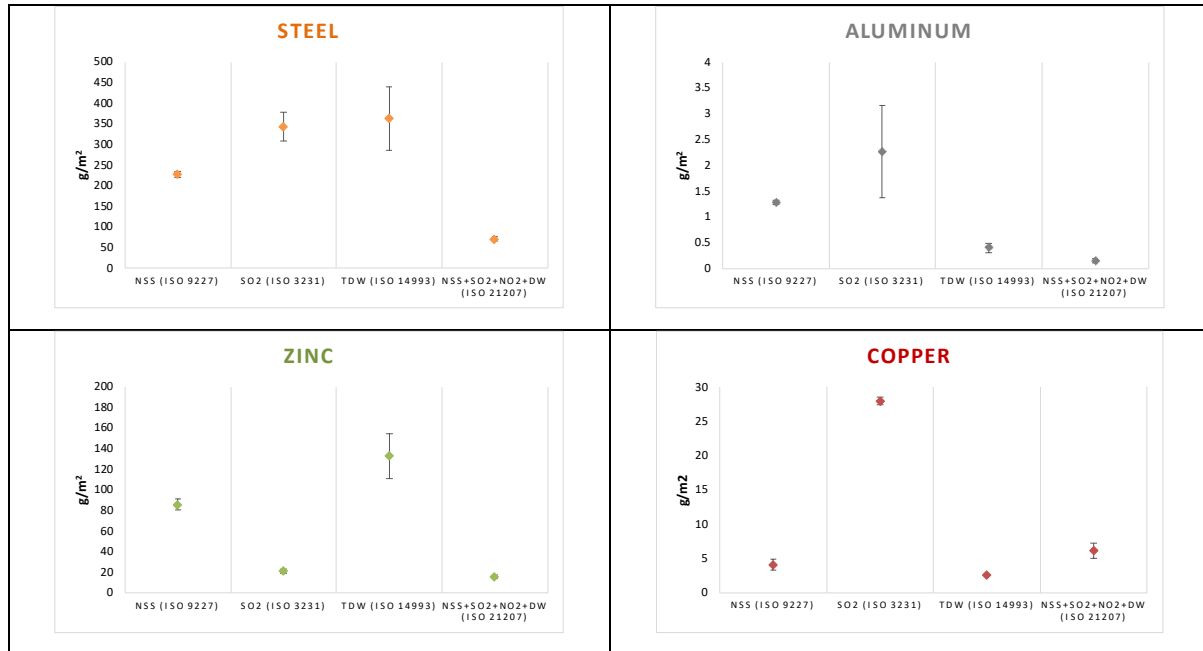 STEEL
500
450
400
350
300
250
200
150
100
50
0
g/m²
NSS (ISO 9227)
SO2 (ISO 3231)
TDW (ISO 14993)
NSS+SO2+NO2+DW
(ISO 21207)
ALUMINUM
4
3.5
3
2.5
2
1.5
1
0.5
0
g/m²
NSS (ISO 9227)
SO2 (ISO 3231)
TDW (ISO 14993)
NSS+SO2+NO2+DW
(ISO 21207)
ZINC
200
180
160
140
120
100
80
60
40
20
0
g/m²
NSS (ISO 9227)
SO2 (ISO 3231)
TDW (ISO 14993)
NSS+SO2+NO2+DW
(ISO 21207)
COPPER
30
25
20
15
10
5
0
g/m2
NSS (ISO 9227)
SO2 (ISO 3231)
TDW (ISO 14993)
NSS+SO2+NO2+DW
(ISO 21207)